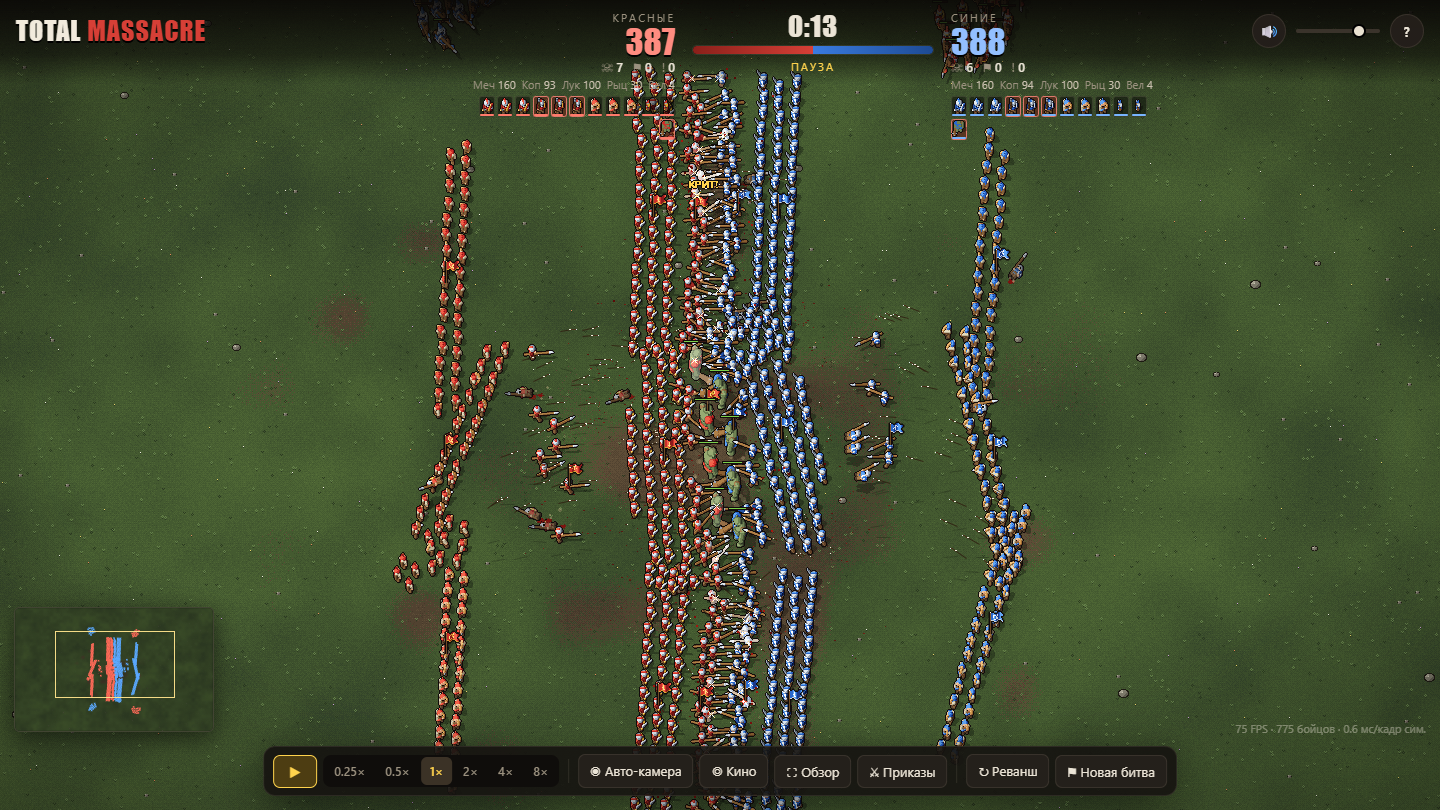 TOTAL MASSACRE
КРАСНЫЕ
387
7 0 0
0:13
ПАУЗА
СИНИЕ
388
6 0 0
?
Меч 160 Коп 93 Лук 100 Рыц 30
Меч 160 Коп 94 Лук 100 Рыц 30 Вел 4
КРИТ!
75 FPS · 775 бойцов · 0.6 мс/кадр сим.
0.25× 0.5× 1× 2× 4× 8× Авто-камера Кино Обзор Приказы Реванш Новая битва